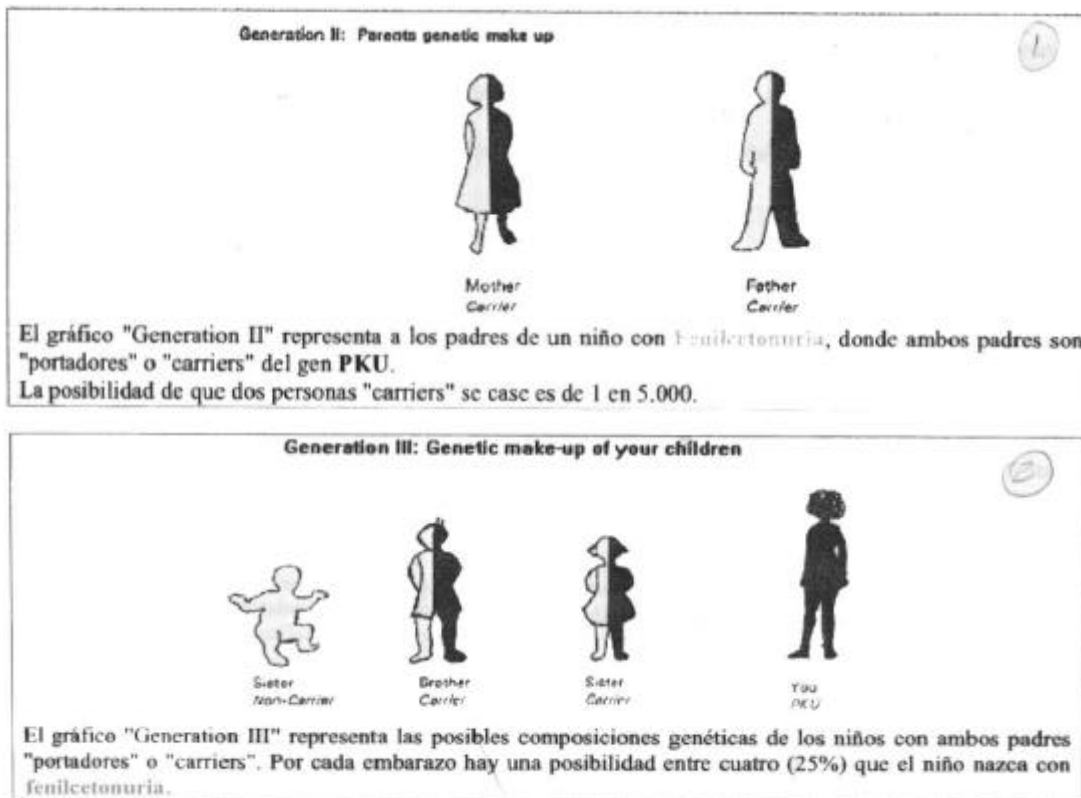 Generation II: Parents genetic make up
1.
Mother
Carrier
Father
Carrier
El gráfico "Generation II" representa a los padres de un niño con Fenilcetonuria, donde ambos padres son
"portadores" o "carriers" del gen PKU.
La posibilidad de que dos personas "carriers" se case es de 1 en 5.000.
Generation III: Genetic make-up of your children
2
Sister
Non-Carrier
Brother
Carrier
Sister
Carrier
You
PKU
El gráfico "Generation III" representa las posibles composiciones genéticas de los niños con ambos padres
"portadores" o "carriers". Por cada embarazo hay una posibilidad entre cuatro (25%) que el niño nazca con
fenilcetonuria.